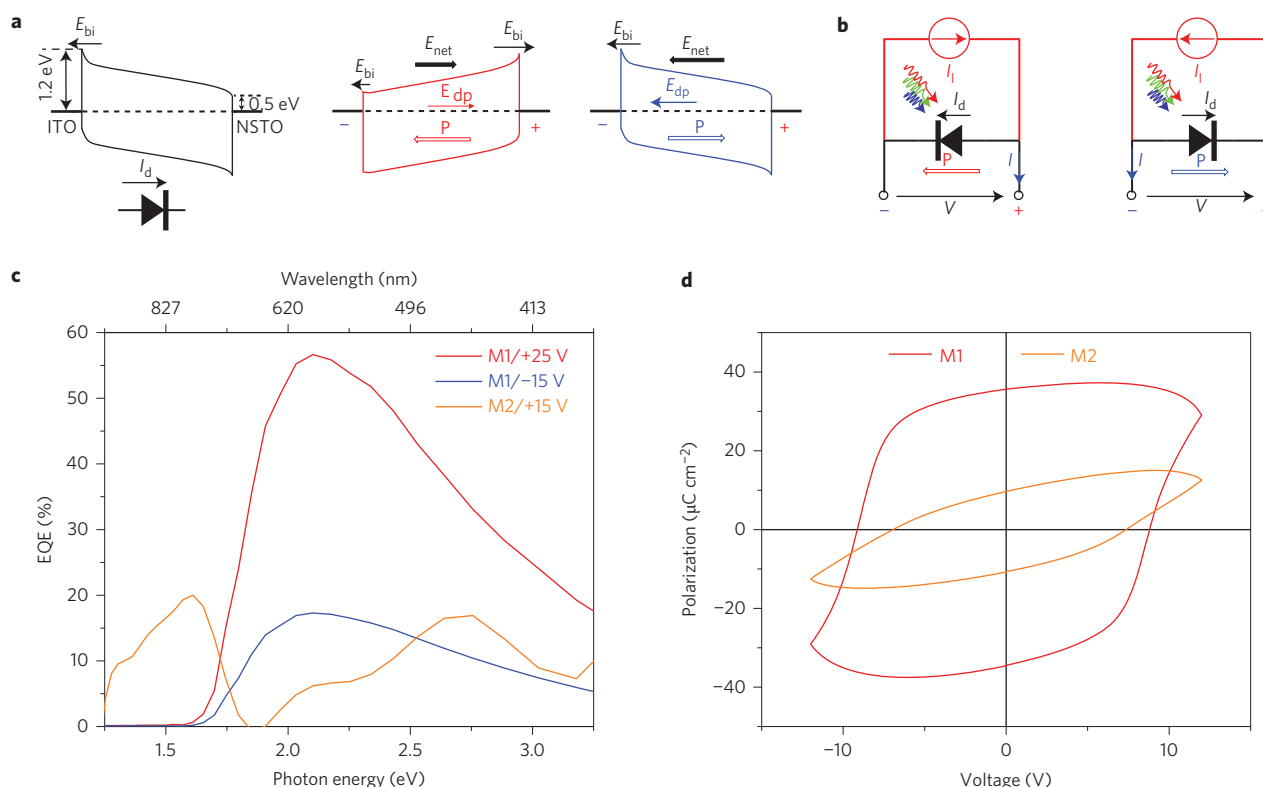 a
E_bi
1.2 eV
0.5 eV
ITO
NSTO
I_d
E_bi
E_net
E_bi
E_dp
P
−
+
E_bi
E_net
E_dp
P
−
+
b
I_l
I_d
P
I
V
−
+
I_l
I_d
I
P
V
−
c
Wavelength (nm)
827 620 496 413
60
50
40
30
20
10
0
EQE (%)
M1/+25 V
M1/−15 V
M2/+15 V
1.5 2.0 2.5 3.0
Photon energy (eV)
d
M1 M2
40
20
0
−20
−40
Polarization (μC cm⁻²)
−10 0 10
Voltage (V)